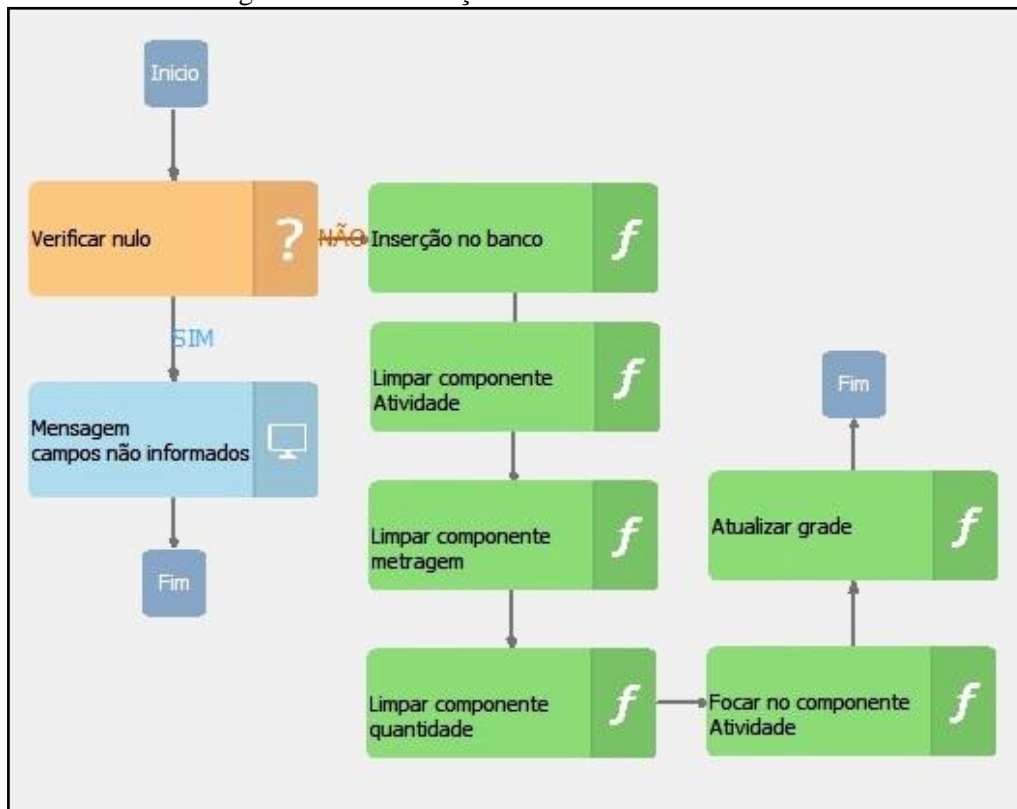 Inicio
Verificar nulo
?
NÃO
Inserção no banco
f
SIM
Limpar componente
Atividade
f
Fim
Mensagem
campos não informados
Limpar componente
metragem
f
Atualizar grade
f
Fim
Limpar componente
quantidade
f
Focar no componente
Atividade
f